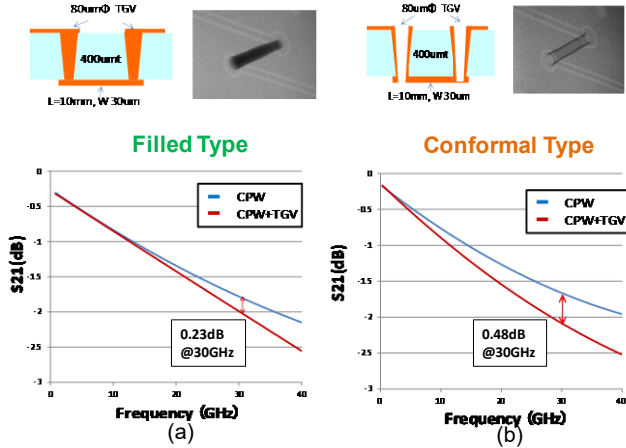 80umΦ TGV
400umt
L=10mm, W 30um
80umΦ TGV
400umt
L=10mm, W 30um
Filled Type
Conformal Type
S21(dB)
0
-0.5
-1
-1.5
-2
-2.5
-3
CPW
CPW+TGV
0.23dB
@30GHz
0
10
20
30
40
Frequency (GHz)
(a)
S21(dB)
0
-0.5
-1
-1.5
-2
-2.5
-3
CPW
CPW+TGV
0.48dB
@30GHz
0
10
20
30
40
Frequency (GHz)
(b)